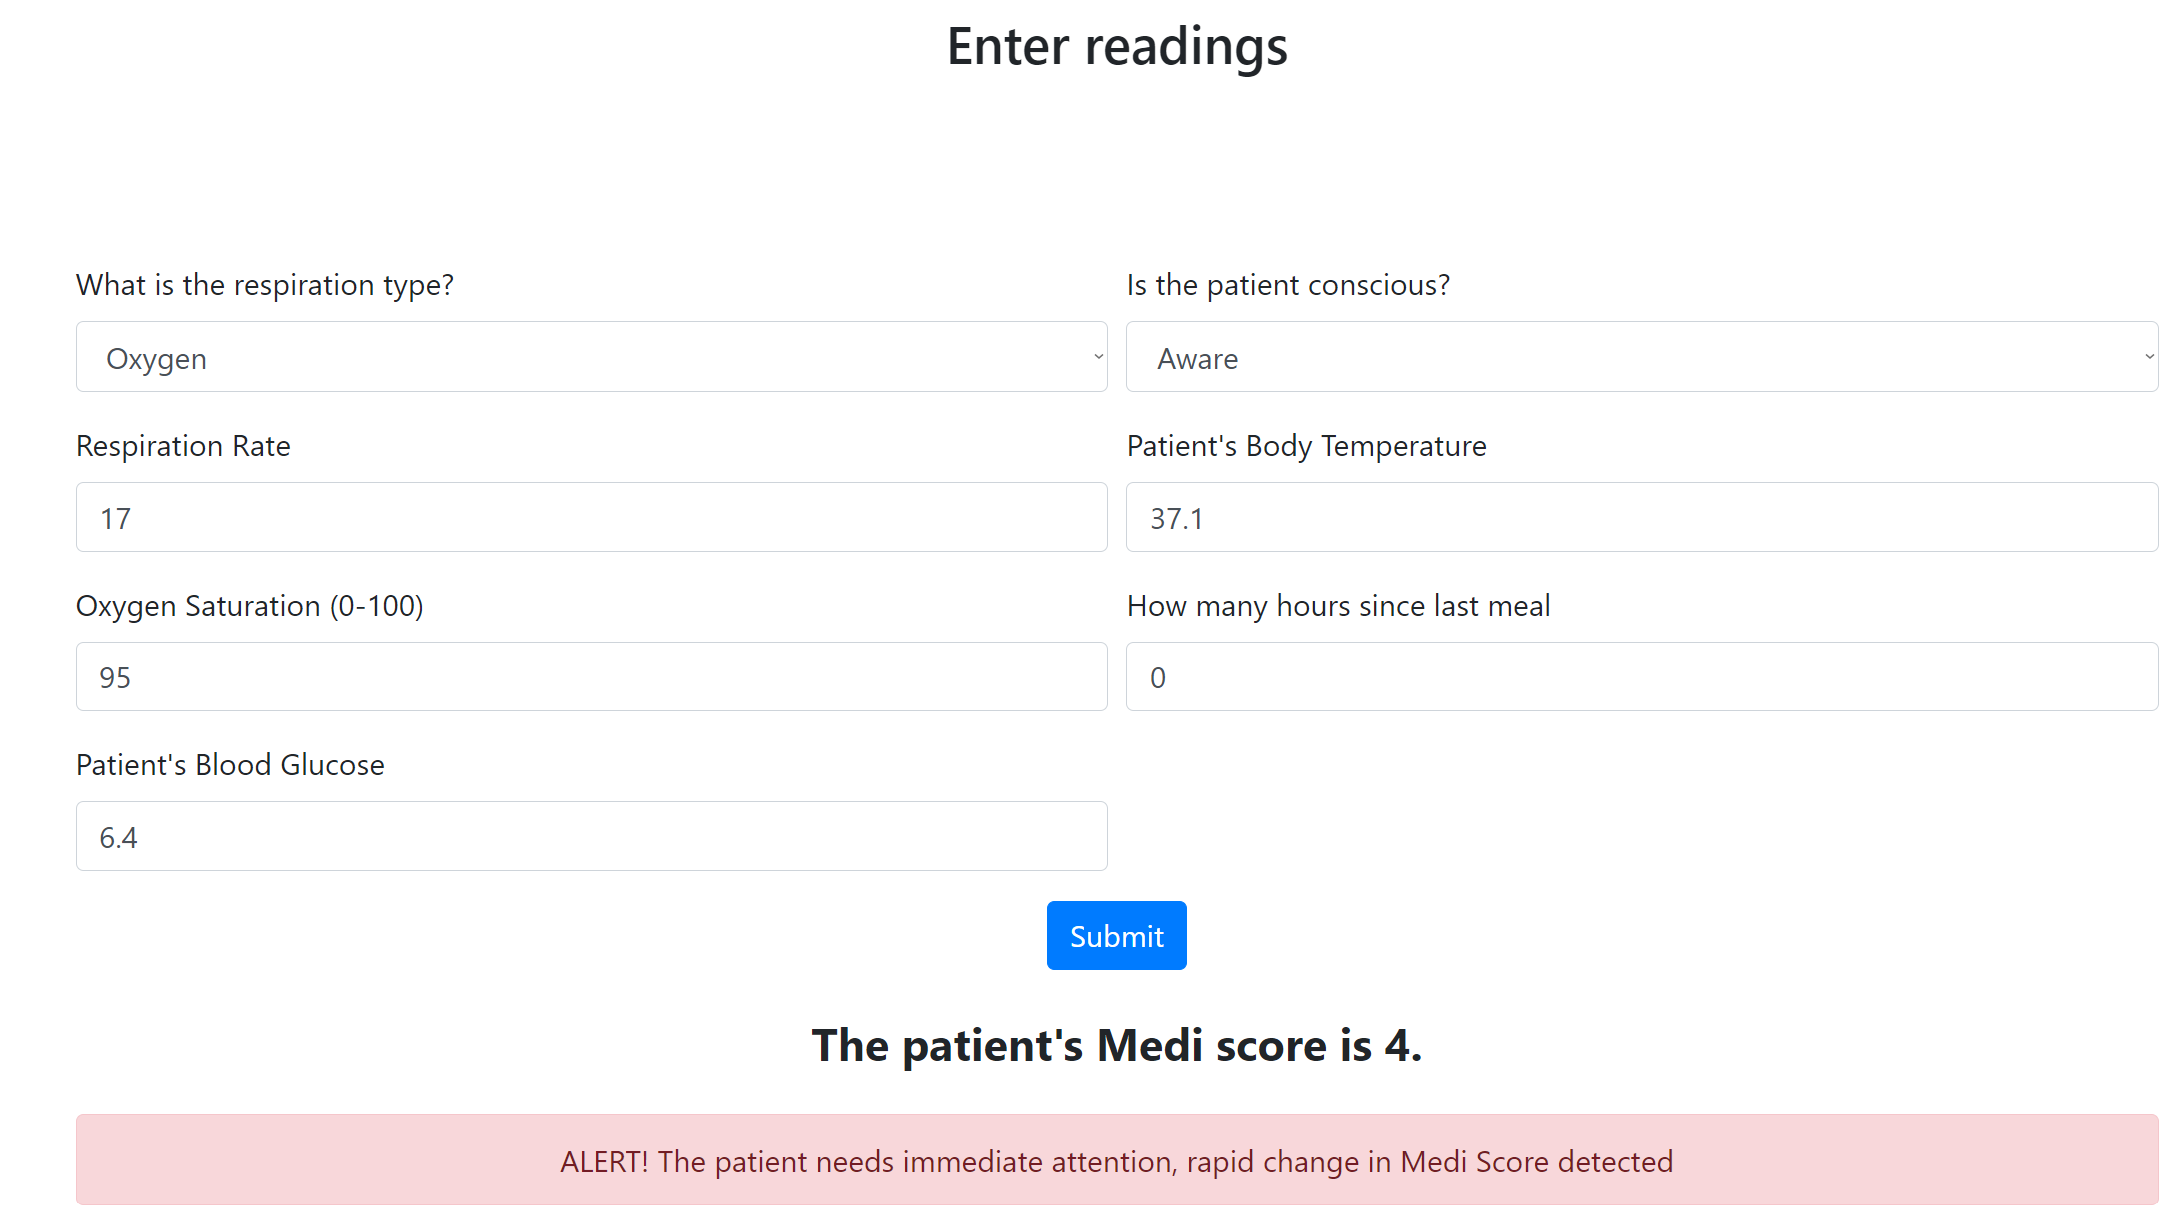 Enter readings
What is the respiration type?
Is the patient conscious?
Oxygen
Aware
Respiration Rate
Patient's Body Temperature
17
37.1
Oxygen Saturation (0-100)
How many hours since last meal
95
0
Patient's Blood Glucose
6.4
Submit
The patient's Medi score is 4.
ALERT! The patient needs immediate attention, rapid change in Medi Score detected